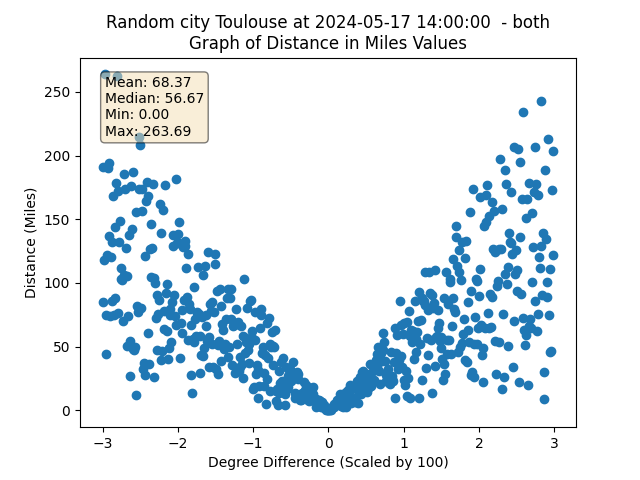 Random city Toulouse at 2024-05-17 14:00:00  - both
Graph of Distance in Miles Values
Mean: 68.37
Median: 56.67
Min: 0.00
Max: 263.69
250
200
150
100
50
0
Distance (Miles)
−3 −2 −1 0 1 2 3
Degree Difference (Scaled by 100)